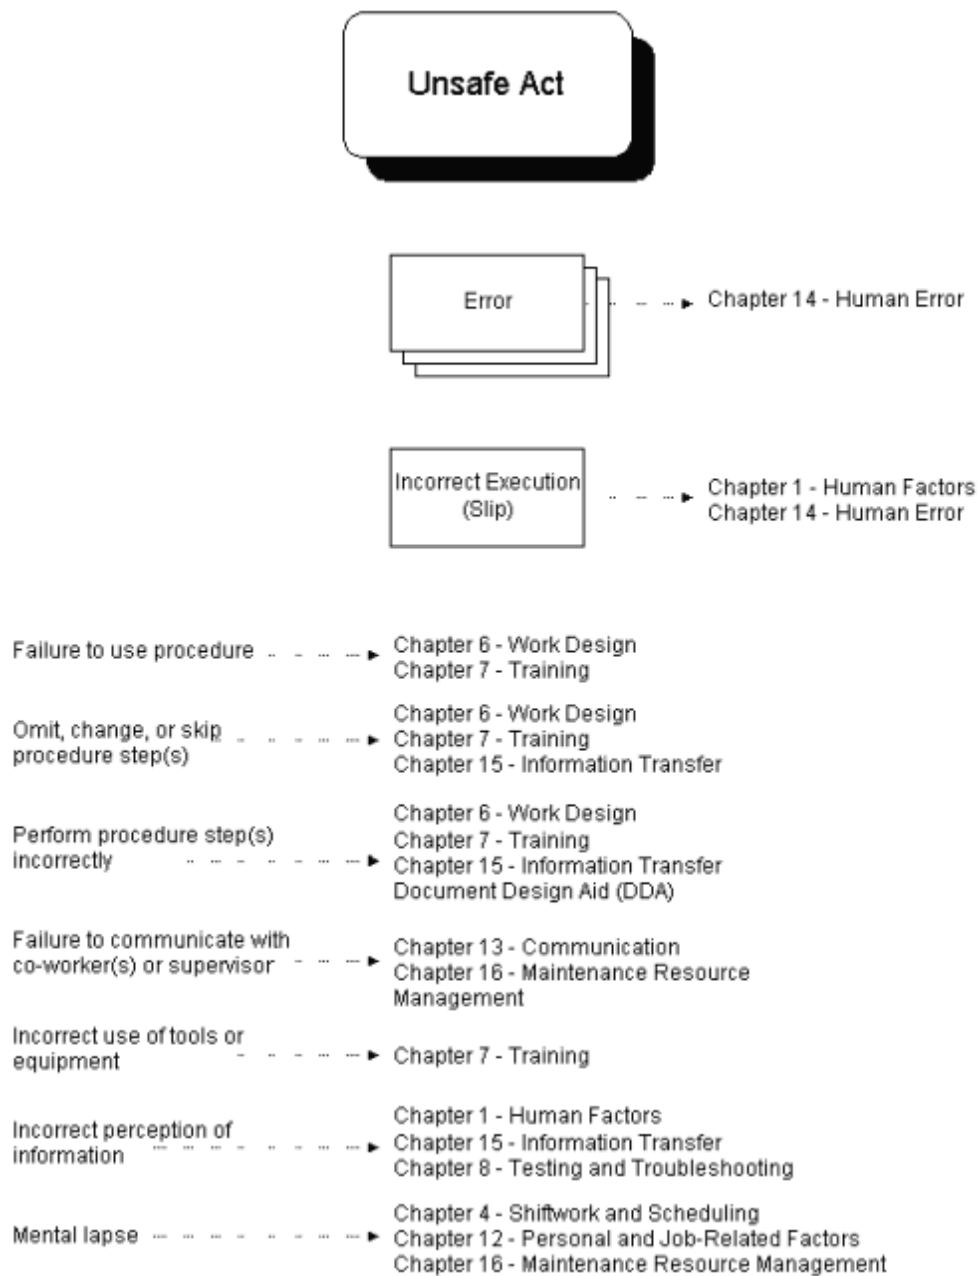 Unsafe Act
Error
Chapter 14 - Human Error
Incorrect Execution
(Slip)
Chapter 1 - Human Factors
Chapter 14 - Human Error
Failure to use procedure
Chapter 6 - Work Design
Chapter 7 - Training
Omit, change, or skip
procedure step(s)
Chapter 6 - Work Design
Chapter 7 - Training
Chapter 15 - Information Transfer
Perform procedure step(s)
incorrectly
Chapter 6 - Work Design
Chapter 7 - Training
Chapter 15 - Information Transfer
Document Design Aid (DDA)
Failure to communicate with
co-worker(s) or supervisor
Chapter 13 - Communication
Chapter 16 - Maintenance Resource
Management
Incorrect use of tools or
equipment
Chapter 7 - Training
Incorrect perception of
information
Chapter 1 - Human Factors
Chapter 15 - Information Transfer
Chapter 8 - Testing and Troubleshooting
Mental lapse
Chapter 4 - Shiftwork and Scheduling
Chapter 12 - Personal and Job-Related Factors
Chapter 16 - Maintenance Resource Management